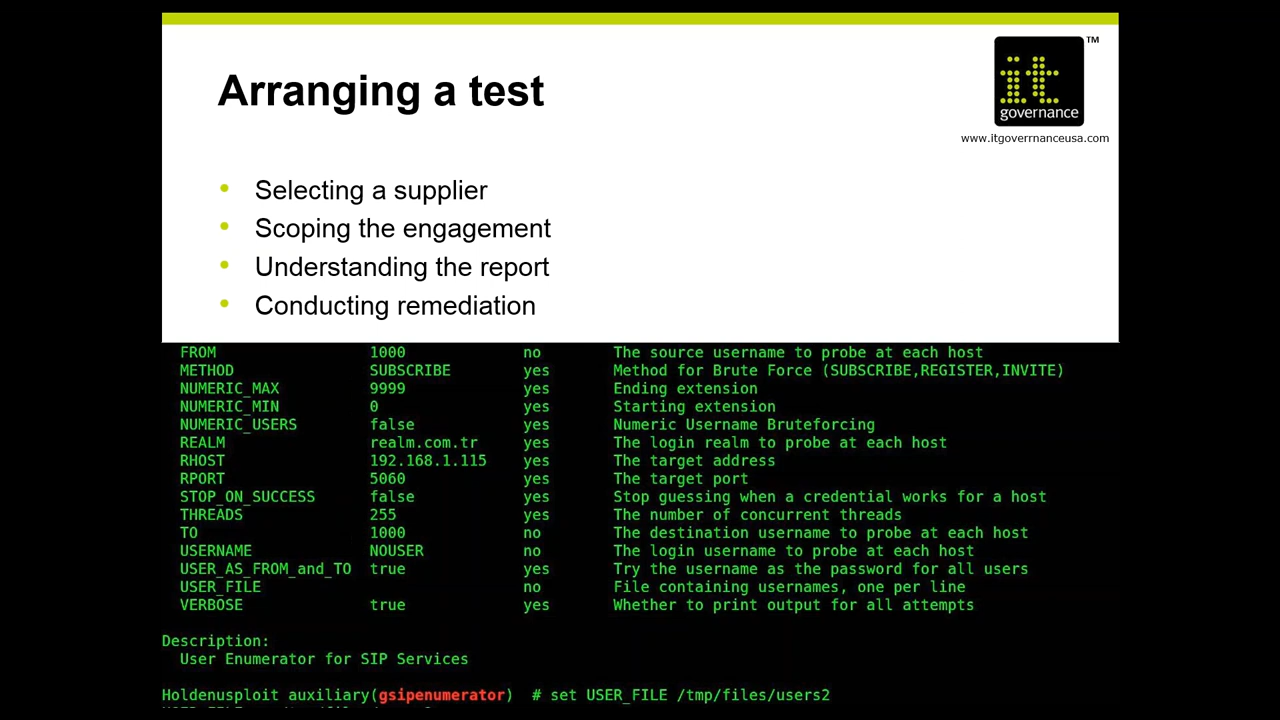 Arranging a test
it
governance
TM
www.itgoverrnanceusa.com
• Selecting a supplier
• Scoping the engagement
• Understanding the report
• Conducting remediation
FROM 1000 no The source username to probe at each host
METHOD SUBSCRIBE yes Method for Brute Force (SUBSCRIBE,REGISTER,INVITE)
NUMERIC_MAX 9999 yes Ending extension
NUMERIC_MIN 0 yes Starting extension
NUMERIC_USERS false yes Numeric Username Bruteforcing
REALM realm.com.tr yes The login realm to probe at each host
RHOST 192.168.1.115 yes The target address
RPORT 5060 yes The target port
STOP_ON_SUCCESS false yes Stop guessing when a credential works for a host
THREADS 255 yes The number of concurrent threads
TO 1000 no The destination username to probe at each host
USERNAME NOUSER no The login username to probe at each host
USER_AS_FROM_and_TO true yes Try the username as the password for all users
USER_FILE no File containing usernames, one per line
VERBOSE true yes Whether to print output for all attempts
Description:
User Enumerator for SIP Services
Holdenusploit auxiliary(gsipenumerator) # set USER_FILE /tmp/files/users2